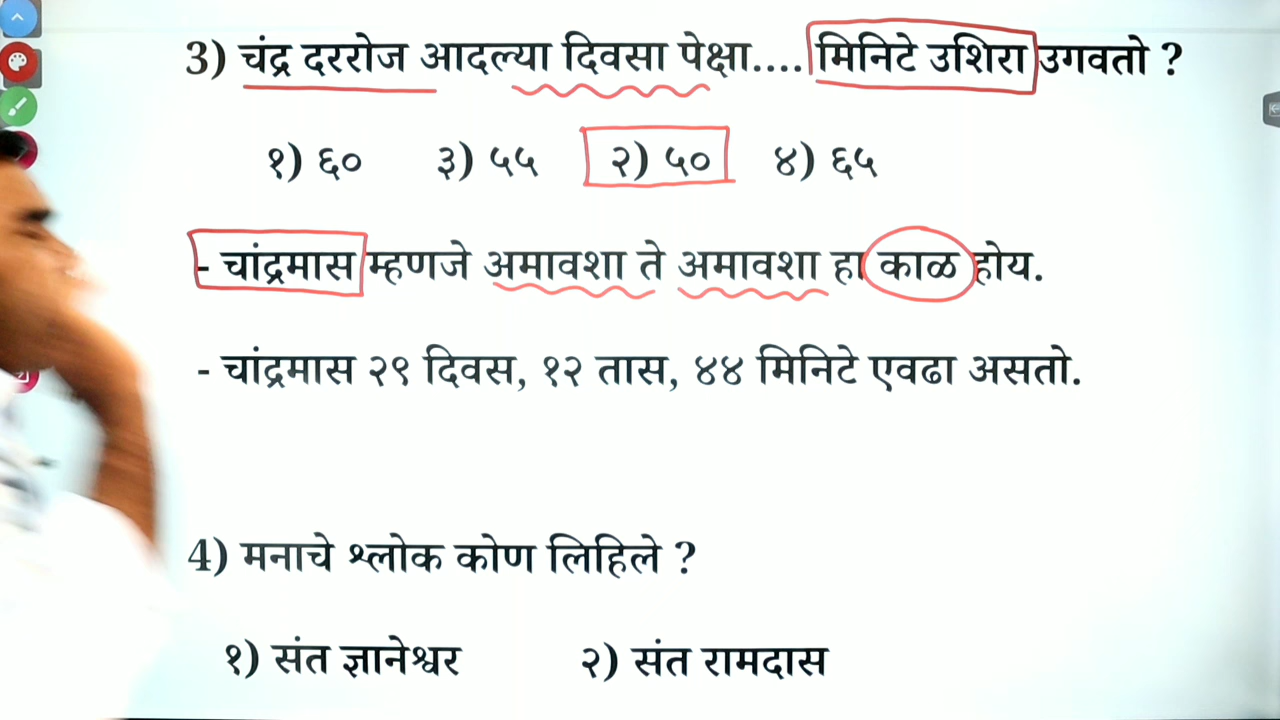 3) चंद्र दररोज आदल्या दिवसा पेक्षा.... मिनिटे उशिरा उगवतो ?
१) ६० ३) ५५ २) ५० ४) ६५
- चांद्रमास म्हणजे अमावशा ते अमावशा हा काळ होय.
- चांद्रमास २९ दिवस, १२ तास, ४४ मिनिटे एवढा असतो.
4) मनाचे श्लोक कोण लिहिले ?
१) संत ज्ञानेश्वर २) संत रामदास